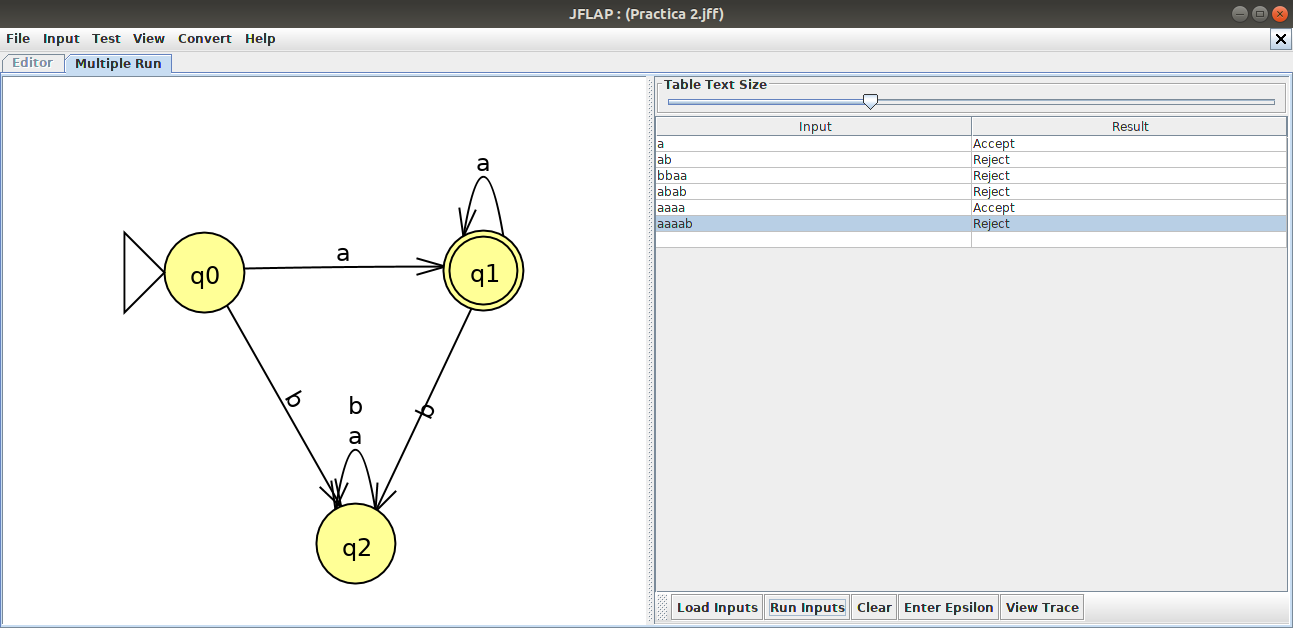 JFLAP : (Practica 2.jff)
File Input Test View Convert Help
Editor Multiple Run
Table Text Size
Input Result
a Accept
ab Reject
bbaa Reject
abab Reject
aaaa Accept
aaaab Reject
a
a
q0
q1
b
b
b
a
q2
Load Inputs Run Inputs Clear Enter Epsilon View Trace